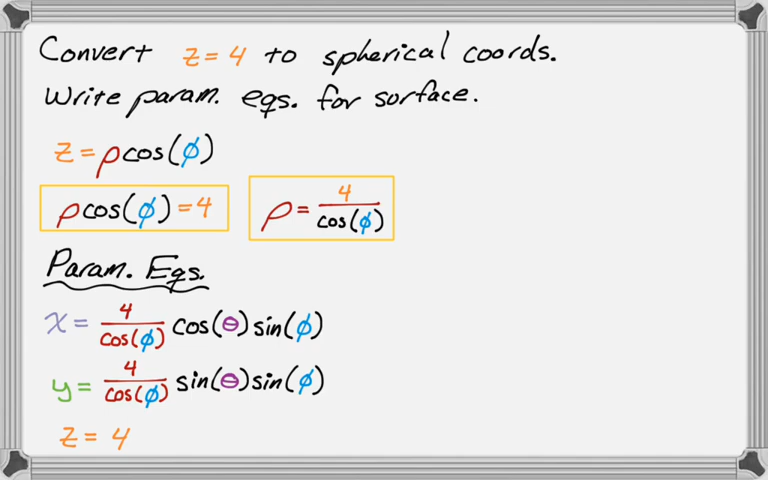 Convert z = 4 to spherical coords.
Write param. eqs. for surface.
z = ρcos(ϕ)
ρcos(ϕ) = 4
ρ = 4/cos(ϕ)
Param. Eqs.
x = 4/cos(ϕ) cos(θ)sin(ϕ)
y = 4/cos(ϕ) sin(θ)sin(ϕ)
z = 4